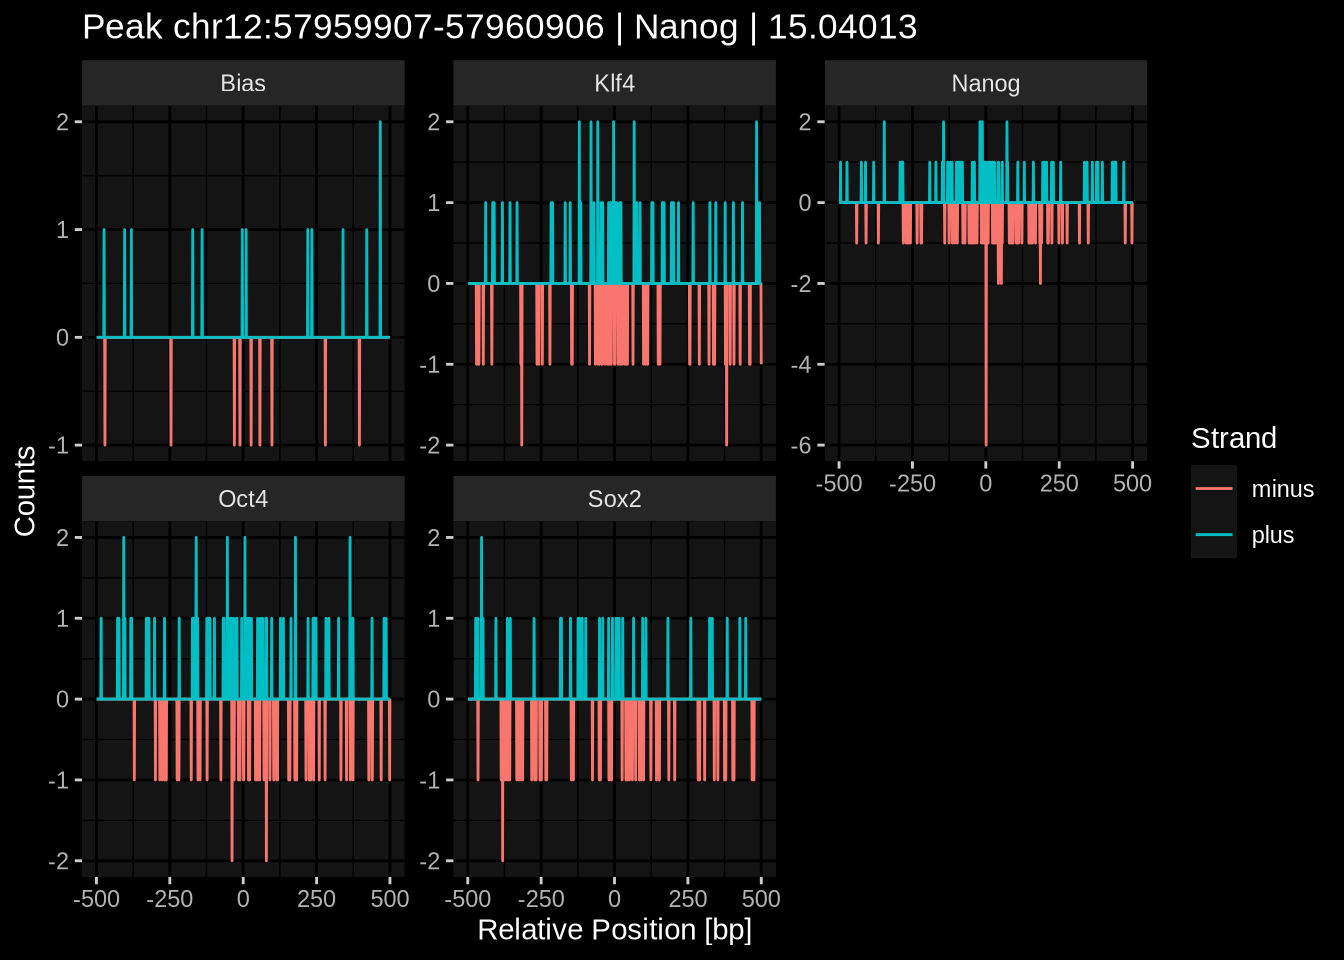 Peak chr12:57959907-57960906 | Nanog | 15.04013
Bias
Klf4
Nanog
2
1
0
-1
2
1
0
-1
-2
2
0
-2
-4
-6
-500 -250 0 250 500
Oct4
Sox2
2
1
0
-1
-2
2
1
0
-1
-2
-500 -250 0 250 500
-500 -250 0 250 500
Relative Position [bp]
Counts
Strand
minus
plus